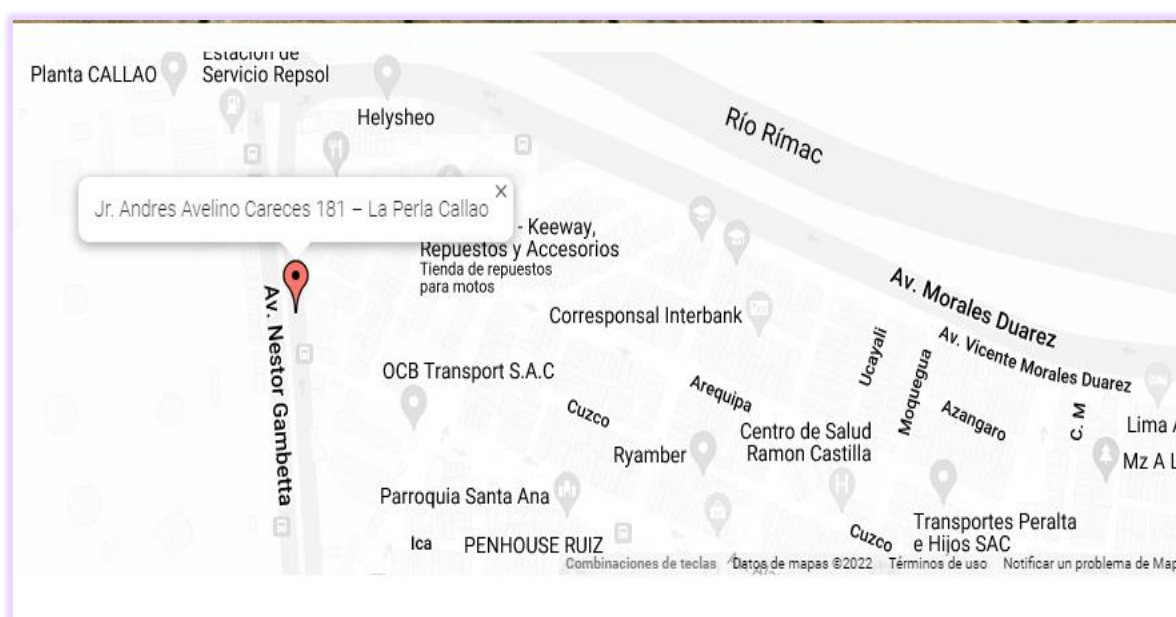 Estación de
Servicio Repsol
Planta CALLAO
Helysheo
Río Rímac
Jr. Andres Avelino Careces 181 – La Perla Callao
- Keeway,
Repuestos y Accesorios
Tienda de repuestos
para motos
Av. Nestor Gambetta
Corresponsal Interbank
Av. Morales Duarez
Av. Vicente Morales Duarez
Ucayali
Moquegua
OCB Transport S.A.C
Cuzco
Arequipa
Azangaro
C. M
Lima A
Centro de Salud
Ramon Castilla
Ryamber
Mz A L
Parroquia Santa Ana
Ica
PENHOUSE RUIZ
Cuzco
Transportes Peralta
e Hijos SAC
Combinaciones de teclas
Datos de mapas ©2022
Términos de uso
Notificar un problema de Map